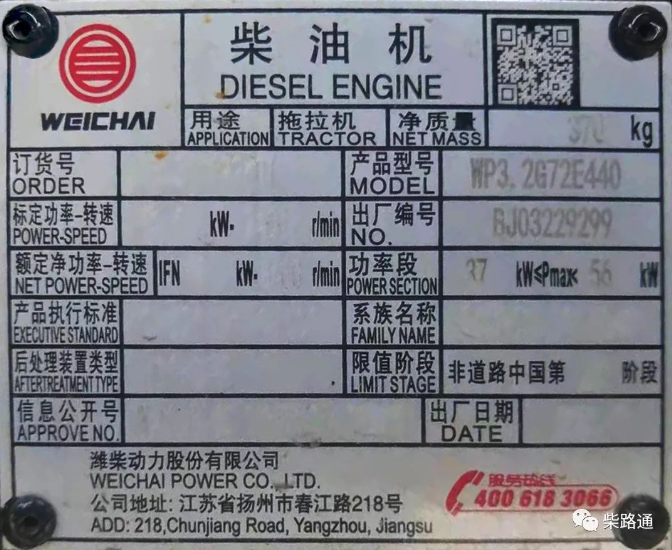 WEICHAI
柴油机
DIESEL ENGINE
用途 拖拉机 净质量 370 kg
APPLICATION TRACTOR NET MASS
订货号 产品型号 WP3.2G72E440
ORDER MODEL
标定功率-转速 kW- r/min 出厂编号 BJ03229299
POWER-SPEED NO.
额定净功率-转速 IFN kW- r/min 功率段 37 kW≤Pmax< 56 kW
NET POWER-SPEED POWER SECTION
产品执行标准 系族名称
EXECUTIVE STANDARD FAMILY NAME
后处理装置类型 限值阶段 非道路中国第 阶段
AFTERTREATMENT TYPE LIMIT STAGE
信息公开号 出厂日期
APPROVE NO. DATE
潍柴动力股份有限公司
WEICHAI POWER CO.,LTD.
公司地址: 江苏省扬州市春江路218号
ADD: 218,Chunjiang Road, Yangzhou, Jiangsu
服务热线
400 618 3066
柴路通